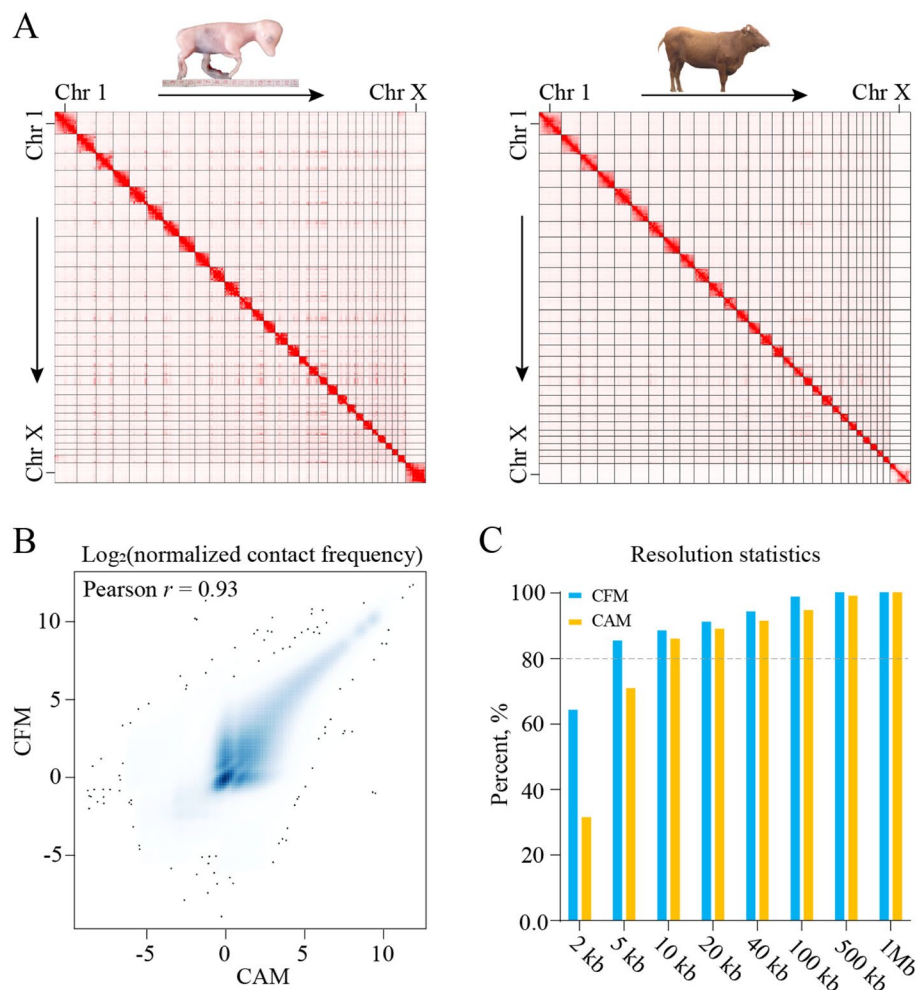 A
Chr 1
Chr X
Chr 1
Chr X
Chr 1
Chr X
Chr 1
Chr X
B
Log₂(normalized contact frequency)
Pearson r = 0.93
10
5
0
-5
CFM
-5
0
5
10
CAM
C
Resolution statistics
CFM
CAM
100
80
60
40
20
0.0
Percent, %
2 kb
5 kb
10 kb
20 kb
40 kb
100 kb
500 kb
1Mb